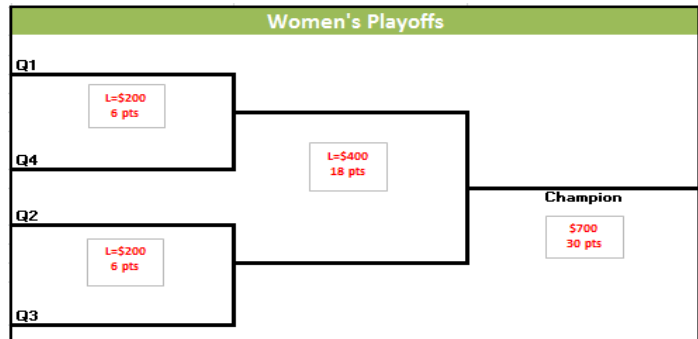 Women's Playoffs
Q1
L=$200
6 pts
Q4
L=$400
18 pts
Q2
L=$200
6 pts
Q3
Champion
$700
30 pts